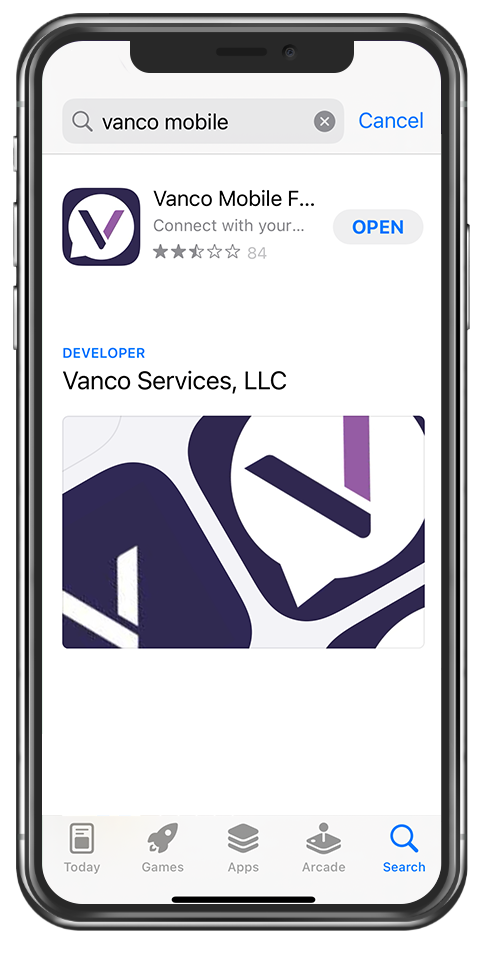 vanco mobile
Cancel
Vanco Mobile F...
Connect with your...
OPEN
84
DEVELOPER
Vanco Services, LLC
Today
Games
Apps
Arcade
Search